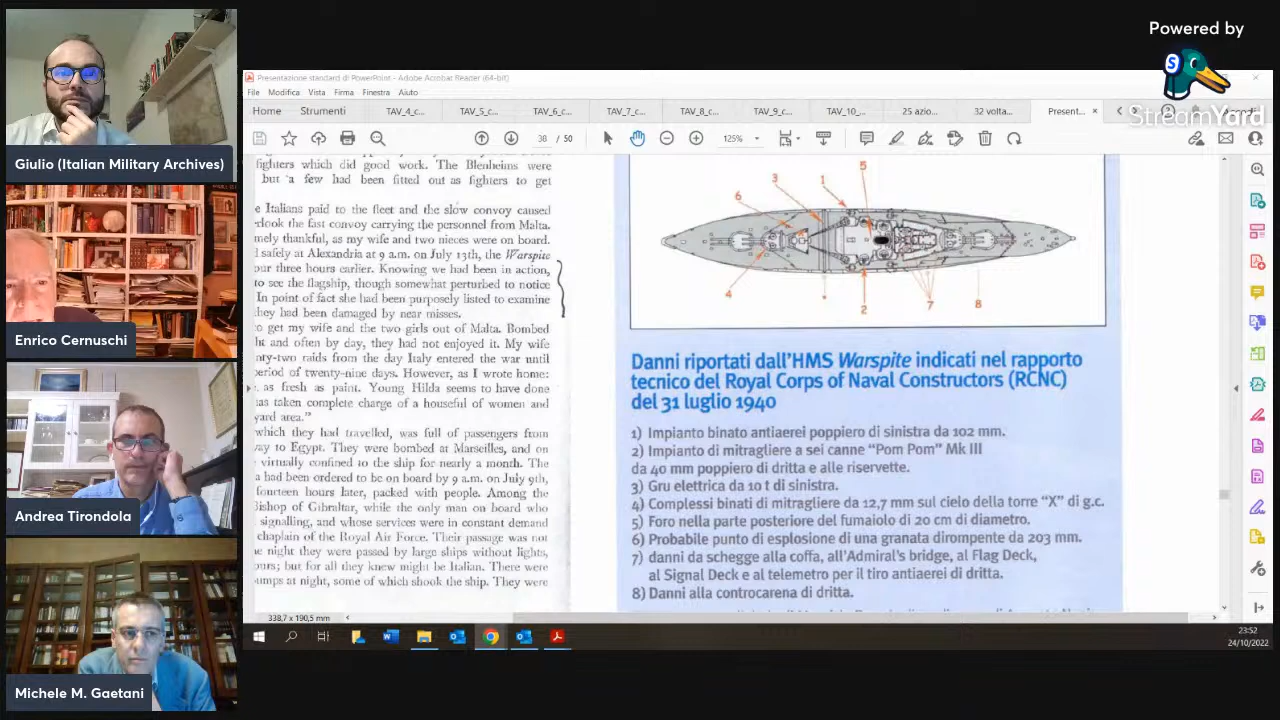 Powered by
StreamYard
Giulio (Italian Military Archives)
Enrico Cernuschi
Andrea Tirondola
Michele M. Gaetani
Presentazione standard di PowerPoint - Adobe Acrobat Reader (64-bit)
File Modifica Vista Firma Finestra Aiuto
Home Strumenti TAV_4_c... TAV_5_c... TAV_6_c... TAV_7_c... TAV_8_c... TAV_9_c... TAV_10_... 25 azio... 32 volta... Present... ×
38 / 50 125%
fighters which did good work. The Blenheims were
but a few had been fitted out as fighters to get
e Italians paid to the fleet and the slow convoy caused
rlook the fast convoy carrying the personnel from Malta.
mely thankful, as my wife and two nieces were on board.
l safely at Alexandria at 9 a.m. on July 13th, the Warspite
our three hours earlier. Knowing we had been in action,
to see the flagship, though somewhat perturbed to notice
In point of fact she had been purposely listed to examine
they had been damaged by near misses.
o get my wife and the two girls out of Malta. Bombed
ht and often by day, they had not enjoyed it. My wife
nty-two raids from the day Italy entered the war until
period of twenty-nine days. However, as I wrote home:
, as fresh as paint. Young Hilda seems to have done
has taken complete charge of a houseful of women and
yard area."
which they had travelled, was full of passengers from
way to Egypt. They were bombed at Marseilles, and on
virtually confined to the ship for nearly a month. The
a had been ordered to be on board by 9 a.m. on July 9th,
fourteen hours later, packed with people. Among the
Bishop of Gibraltar, while the only man on board who
signalling, and whose services were in constant demand
chaplain of the Royal Air Force. Their passage was not
he night they were passed by large ships without lights,
ours; but for all they knew might be Italian. There were
umps at night, some of which shook the ship. They were
3 1 5
6
4 2 7 8
Danni riportati dall'HMS Warspite indicati nel rapporto
tecnico del Royal Corps of Naval Constructors (RCNC)
del 31 luglio 1940
1) Impianto binato antiaerei poppiero di sinistra da 102 mm.
2) Impianto di mitragliere a sei canne "Pom Pom" Mk III
da 40 mm poppiero di dritta e alle riservette.
3) Gru elettrica da 10 t di sinistra.
4) Complessi binati di mitragliere da 12,7 mm sul cielo della torre "X" di g.c.
5) Foro nella parte posteriore del fumaiolo di 20 cm di diametro.
6) Probabile punto di esplosione di una granata dirompente da 203 mm.
7) danni da schegge alla coffa, all'Admiral's bridge, al Flag Deck,
al Signal Deck e al telemetro per il tiro antiaerei di dritta.
8) Danni alla controcarena di dritta.
338,7 x 190,5 mm
23:52
24/10/2022